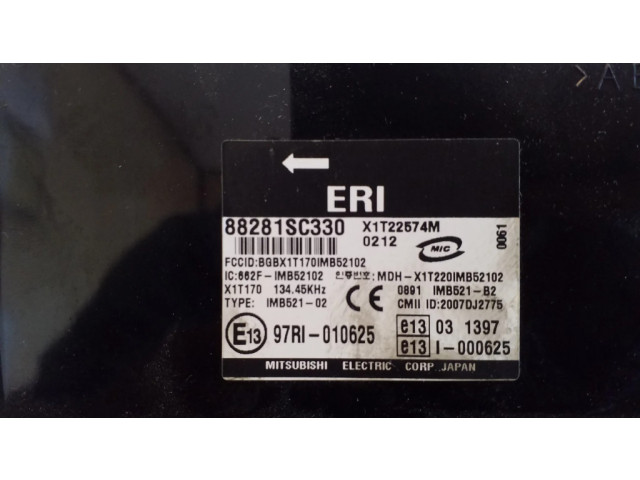 >A
ERI
88281SC330 X1T22574M
0212 MIC 0061
FCCID:BGBX1T170IMB52102
IC:662F-IMB52102 인증번호:MDH-X1T220IMB52102
X1T170 134.45KHz CE 0891 IMB521-B2
TYPE: IMB521-02 CMII ID:2007DJ2775
E13 97RI-010625 e13 03 1397
e13 I-000625
MITSUBISHI ELECTRIC CORP.JAPAN